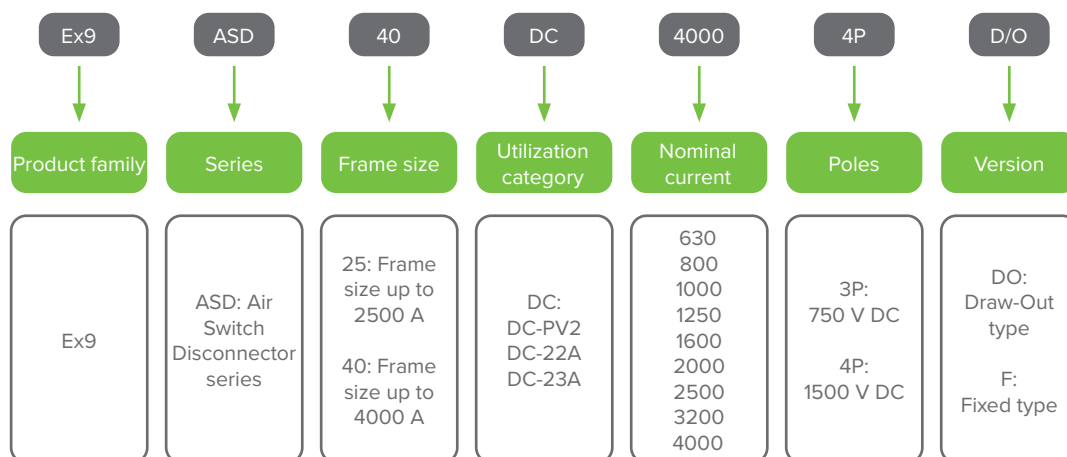 Ex9
ASD
40
DC
4000
4P
D/O
Product family
Series
Frame size
Utilization
category
Nominal
current
Poles
Version
Ex9
ASD: Air
Switch
Disconnector
series
25: Frame
size up to
2500 A
40: Frame
size up to
4000 A
DC:
DC-PV2
DC-22A
DC-23A
630
800
1000
1250
1600
2000
2500
3200
4000
3P:
750 V DC
4P:
1500 V DC
DO:
Draw-Out
type
F:
Fixed type